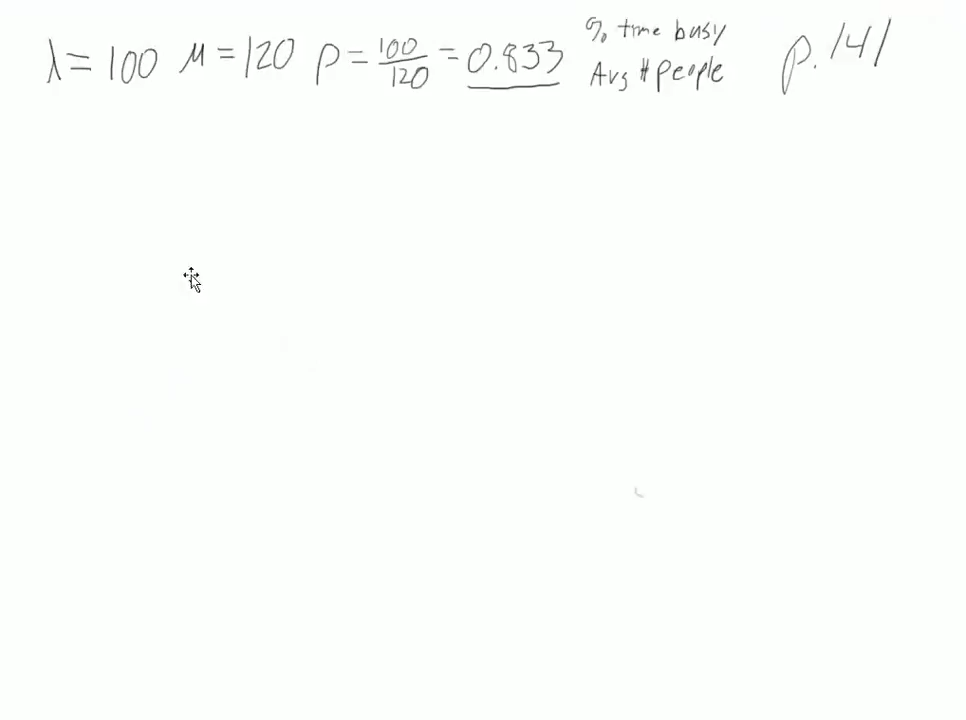 λ = 100 μ = 120 ρ = 100/120 = 0.833
% time busy
Avg # people
p. 141